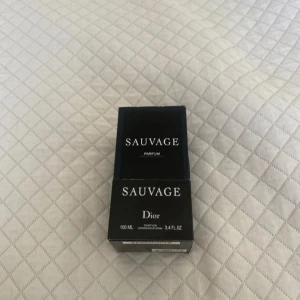 SAUVAGE
PARFUM
SAUVAGE
Dior
100 ML 3.4 FL.OZ